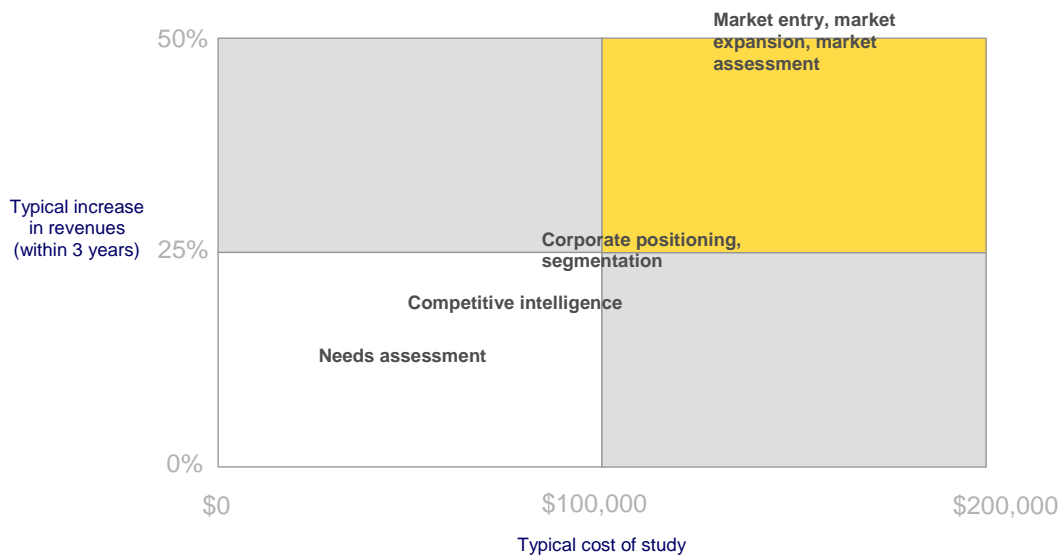 Market entry, market
expansion, market
assessment
50%
Typical increase
in revenues
(within 3 years)
25%
Corporate positioning,
segmentation
Competitive intelligence
Needs assessment
0%
$0
$100,000
$200,000
Typical cost of study